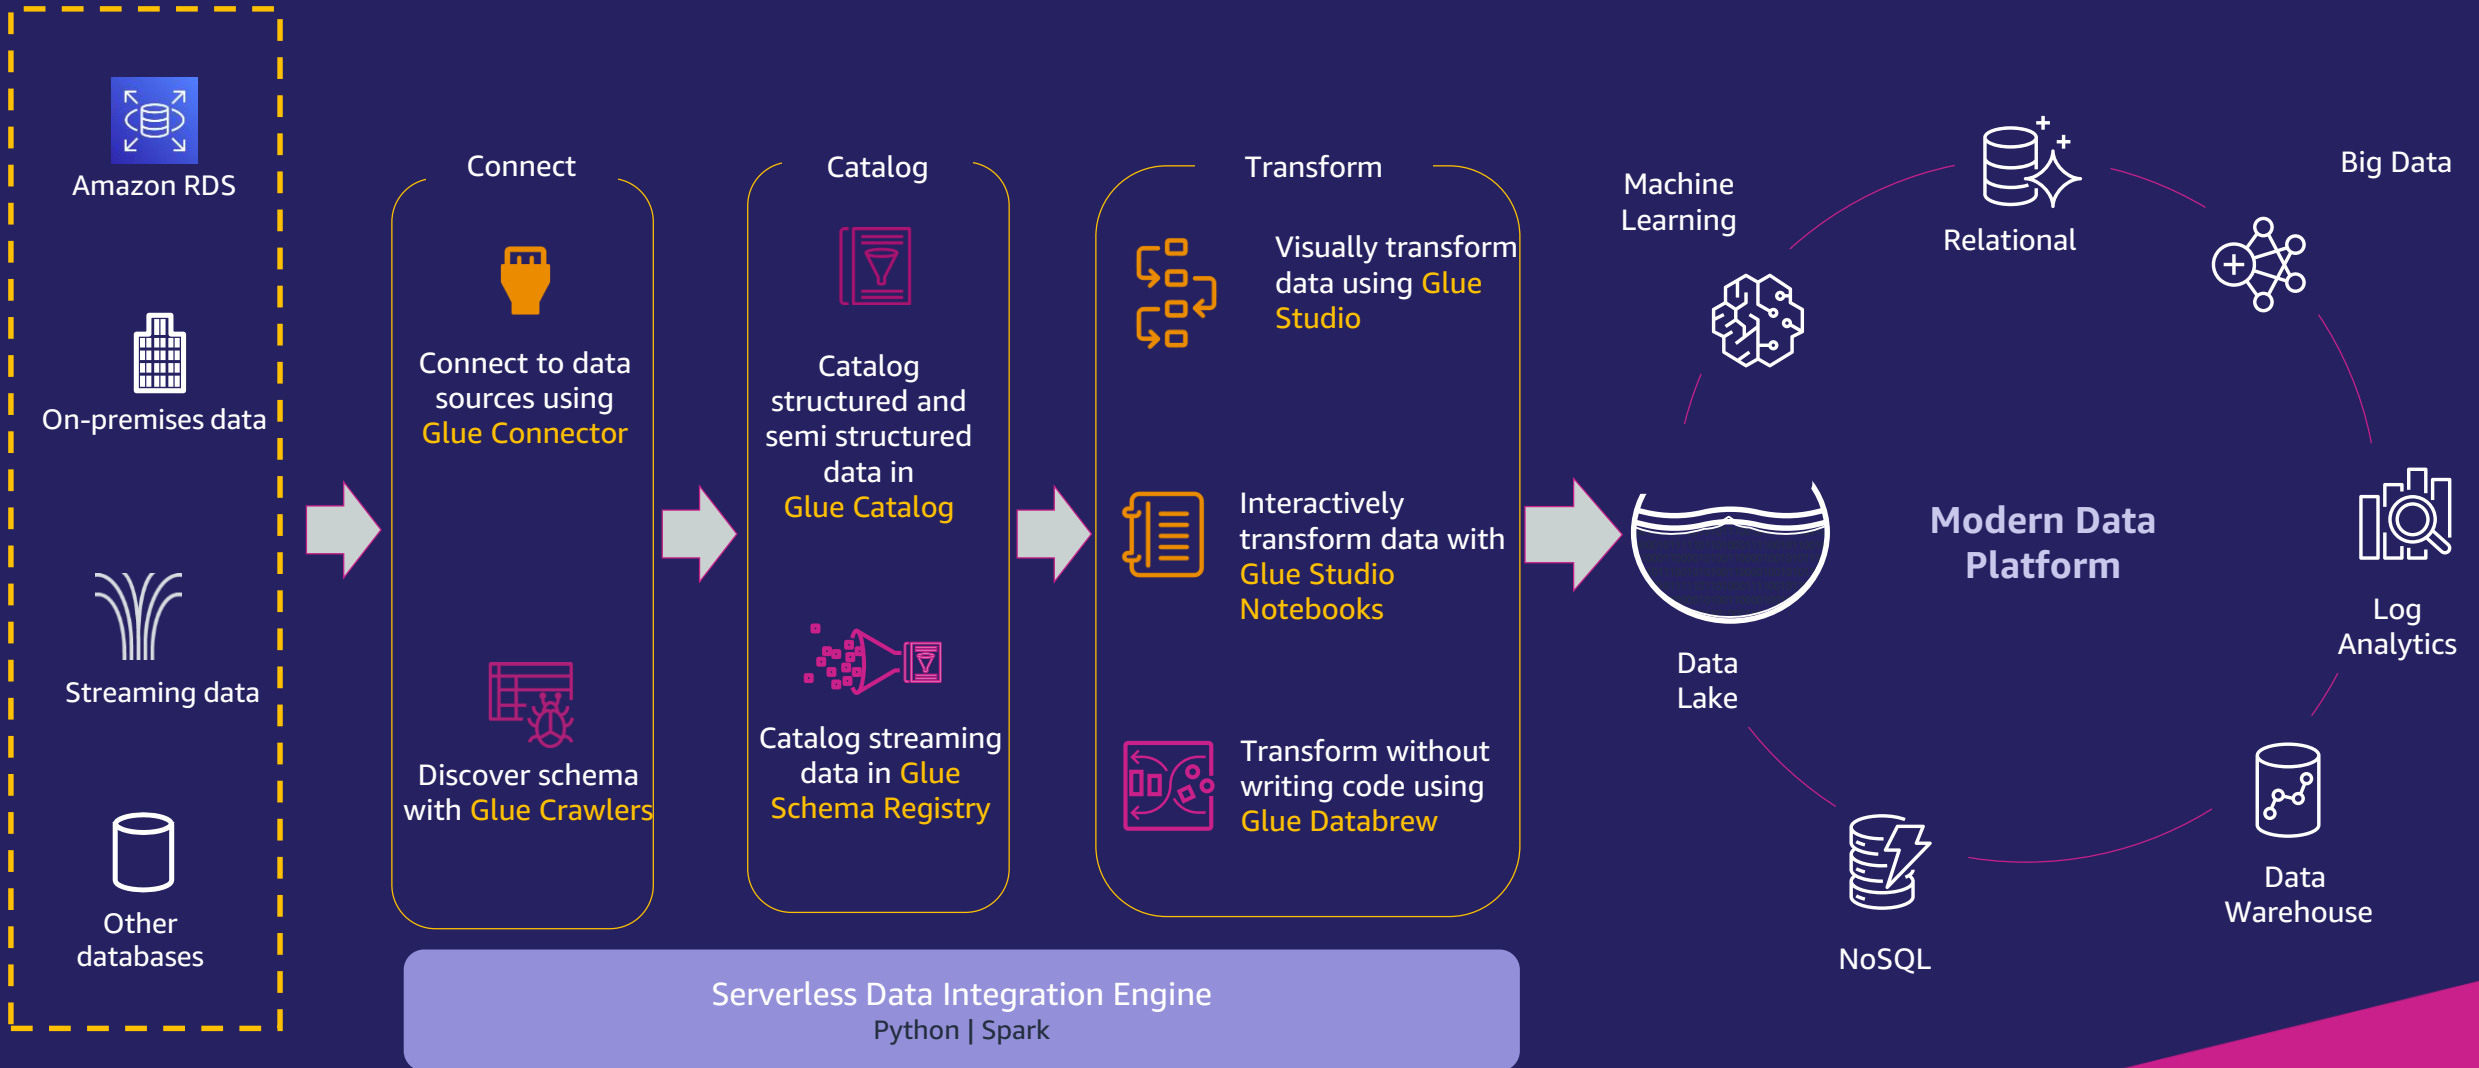 Amazon RDS
On-premises data
Streaming data
Other
databases
Connect
Connect to data
sources using
Glue Connector
Discover schema
with Glue Crawlers
Catalog
Catalog
structured and
semi structured
data in
Glue Catalog
Catalog streaming
data in Glue
Schema Registry
Transform
Visually transform
data using Glue
Studio
Interactively
transform data with
Glue Studio
Notebooks
Transform without
writing code using
Glue Databrew
Serverless Data Integration Engine
Python | Spark
Machine
Learning
Relational
Big Data
Modern Data
Platform
Log
Analytics
Data
Lake
Data
Warehouse
NoSQL